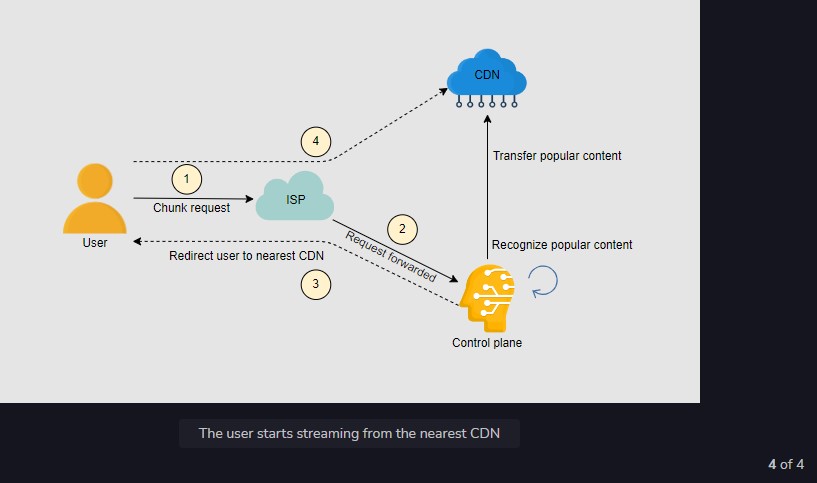 CDN
4
Transfer popular content
1
ISP
Chunk request
2
User
Request forwarded
Recognize popular content
Redirect user to nearest CDN
3
Control plane
The user starts streaming from the nearest CDN
4 of 4